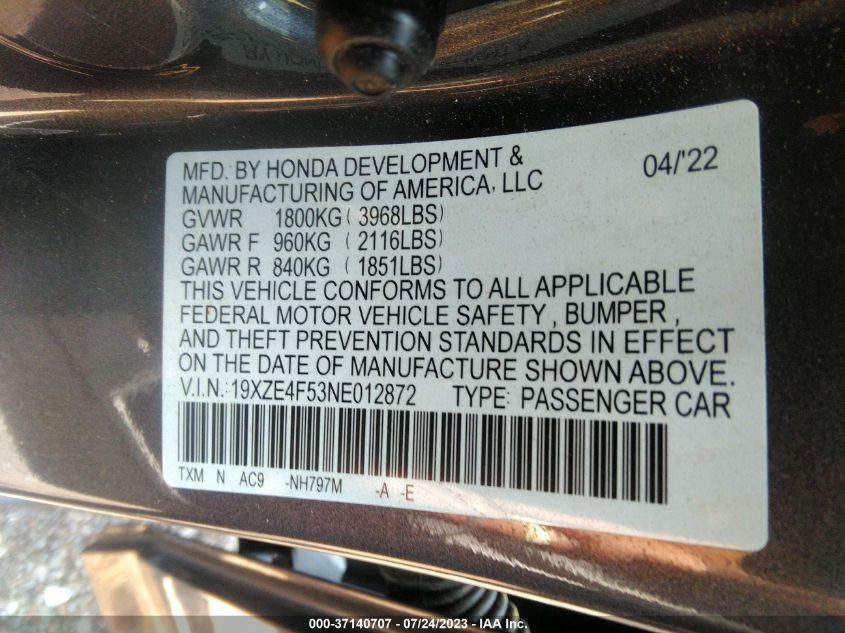 MFD. BY HONDA DEVELOPMENT & 04/'22
MANUFACTURING OF AMERICA, LLC
GVWR 1800KG ( 3968LBS)
GAWR F 960KG ( 2116LBS)
GAWR R 840KG ( 1851LBS)
THIS VEHICLE CONFORMS TO ALL APPLICABLE
FEDERAL MOTOR VEHICLE SAFETY , BUMPER ,
AND THEFT PREVENTION STANDARDS IN EFFECT
ON THE DATE OF MANUFACTURE SHOWN ABOVE.
V.I.N.: 19XZE4F53NE012872 TYPE: PASSENGER CAR
TXM N AC9 -NH797M -A -E
000-37140707 - 07/24/2023 - IAA Inc.